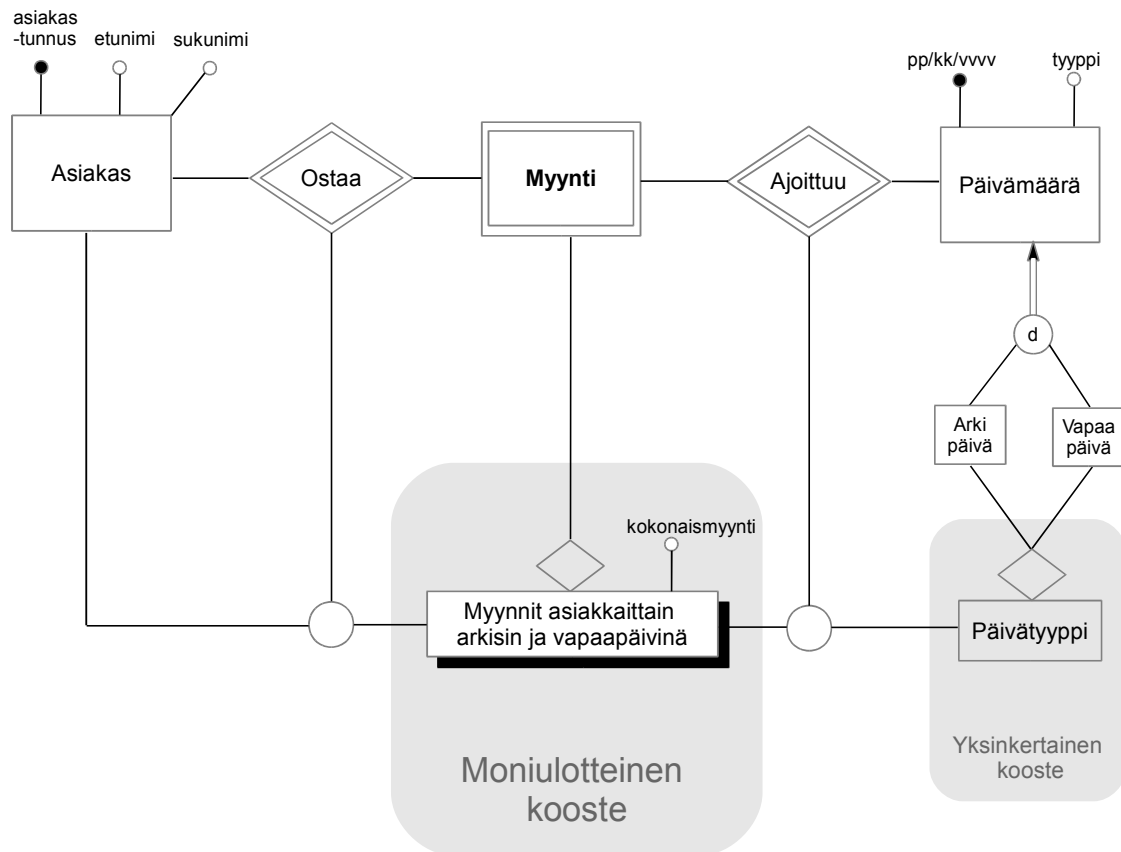 asiakas
-tunnus
etunimi
sukunimi
pp/kk/vvvv
tyyppi
Asiakas
Ostaa
Myynti
Ajoittuu
Päivämäärä
d
Arki
päivä
Vapaa
päivä
kokonaismyynti
Myynnit asiakkaittain
arkisin ja vapaapäivinä
Päivätyyppi
Moniulotteinen
kooste
Yksinkertainen
kooste